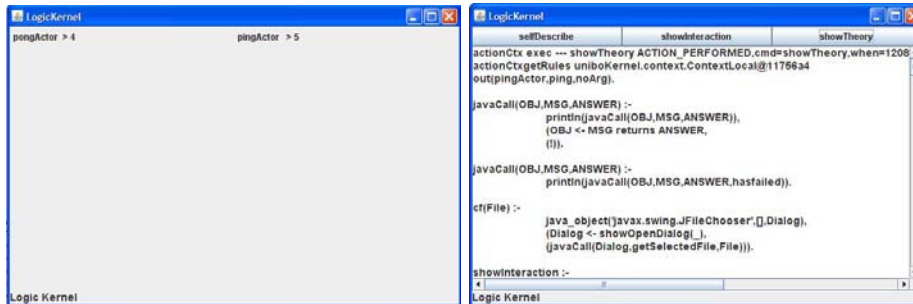 LogicKernel
pongActor > 4 pingActor > 5
Logic Kernel
LogicKernel
selfDescribe showInteraction showTheory
actionCtx exec --- showTheory ACTION_PERFORMED,cmd=showTheory,when=1208
actionCtxgetRules uniboKernel.context.ContextLocal@11756a4
out(pingActor,ping,noArg).
javaCall(OBJ,MSG,ANSWER) :-
println(javaCall(OBJ,MSG,ANSWER)),
(OBJ <- MSG returns ANSWER,
(!)).
javaCall(OBJ,MSG,ANSWER) :-
println(javaCall(OBJ,MSG,ANSWER,hasfailed)).
cf(File) :-
java_object('javax.swing.JFileChooser',[],Dialog),
(Dialog <- showOpenDialog(_),
(javaCall(Dialog,getSelectedFile,File))).
showInteraction :-
Logic Kernel